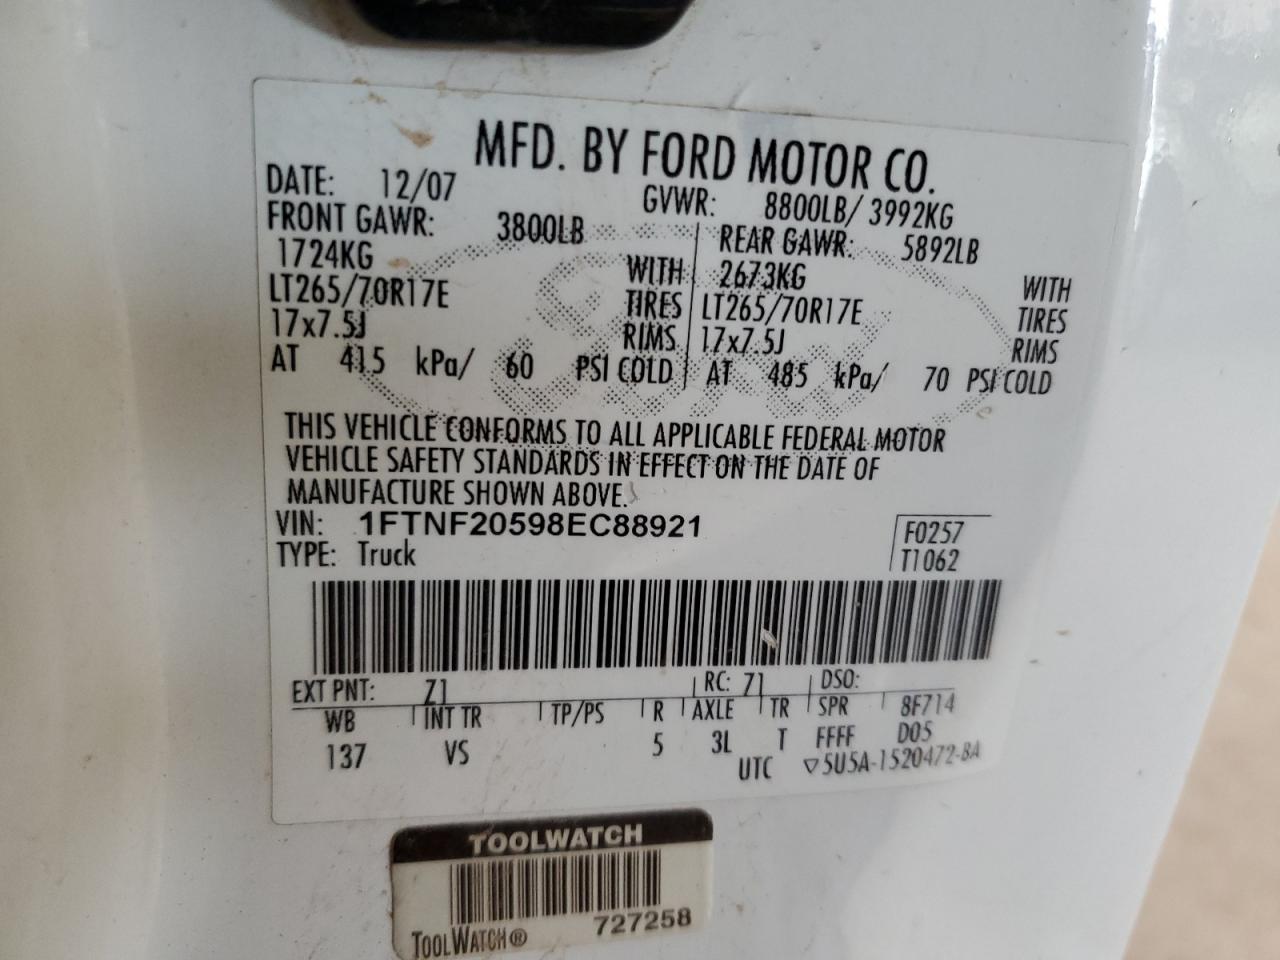 MFD. BY FORD MOTOR CO.
DATE: 12/07 GVWR: 8800LB/ 3992KG
FRONT GAWR: 3800LB REAR GAWR: 5892LB
1724KG WITH 2673KG WITH
LT265/70R17E TIRES LT265/70R17E TIRES
17x7.5J RIMS 17x7.5J RIMS
AT 415 kPa/ 60 PSI COLD AT 485 kPa/ 70 PSI COLD
THIS VEHICLE CONFORMS TO ALL APPLICABLE FEDERAL MOTOR
VEHICLE SAFETY STANDARDS IN EFFECT ON THE DATE OF
MANUFACTURE SHOWN ABOVE.
VIN: 1FTNF20598EC88921 F0257
TYPE: Truck T1062
EXT PNT: Z1 RC: 71 DSO:
WB INT TR TP/PS R AXLE TR SPR 8F714
137 VS 5 3L T FFFF D05
UTC ▽5U5A-1520472-BA
TOOLWATCH
TOOLWATCH® 727258